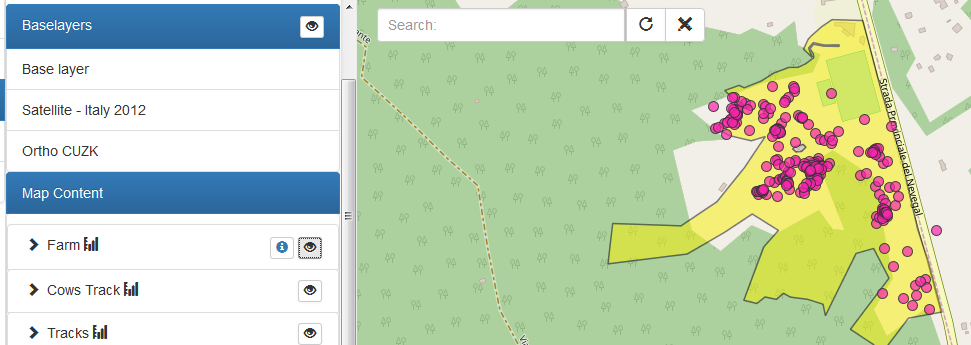 Baselayers
Base layer
Satellite - Italy 2012
Ortho CUZK
Map Content
Farm
Cows Track
Tracks
Search:
Strada Provinciale del Nevegal